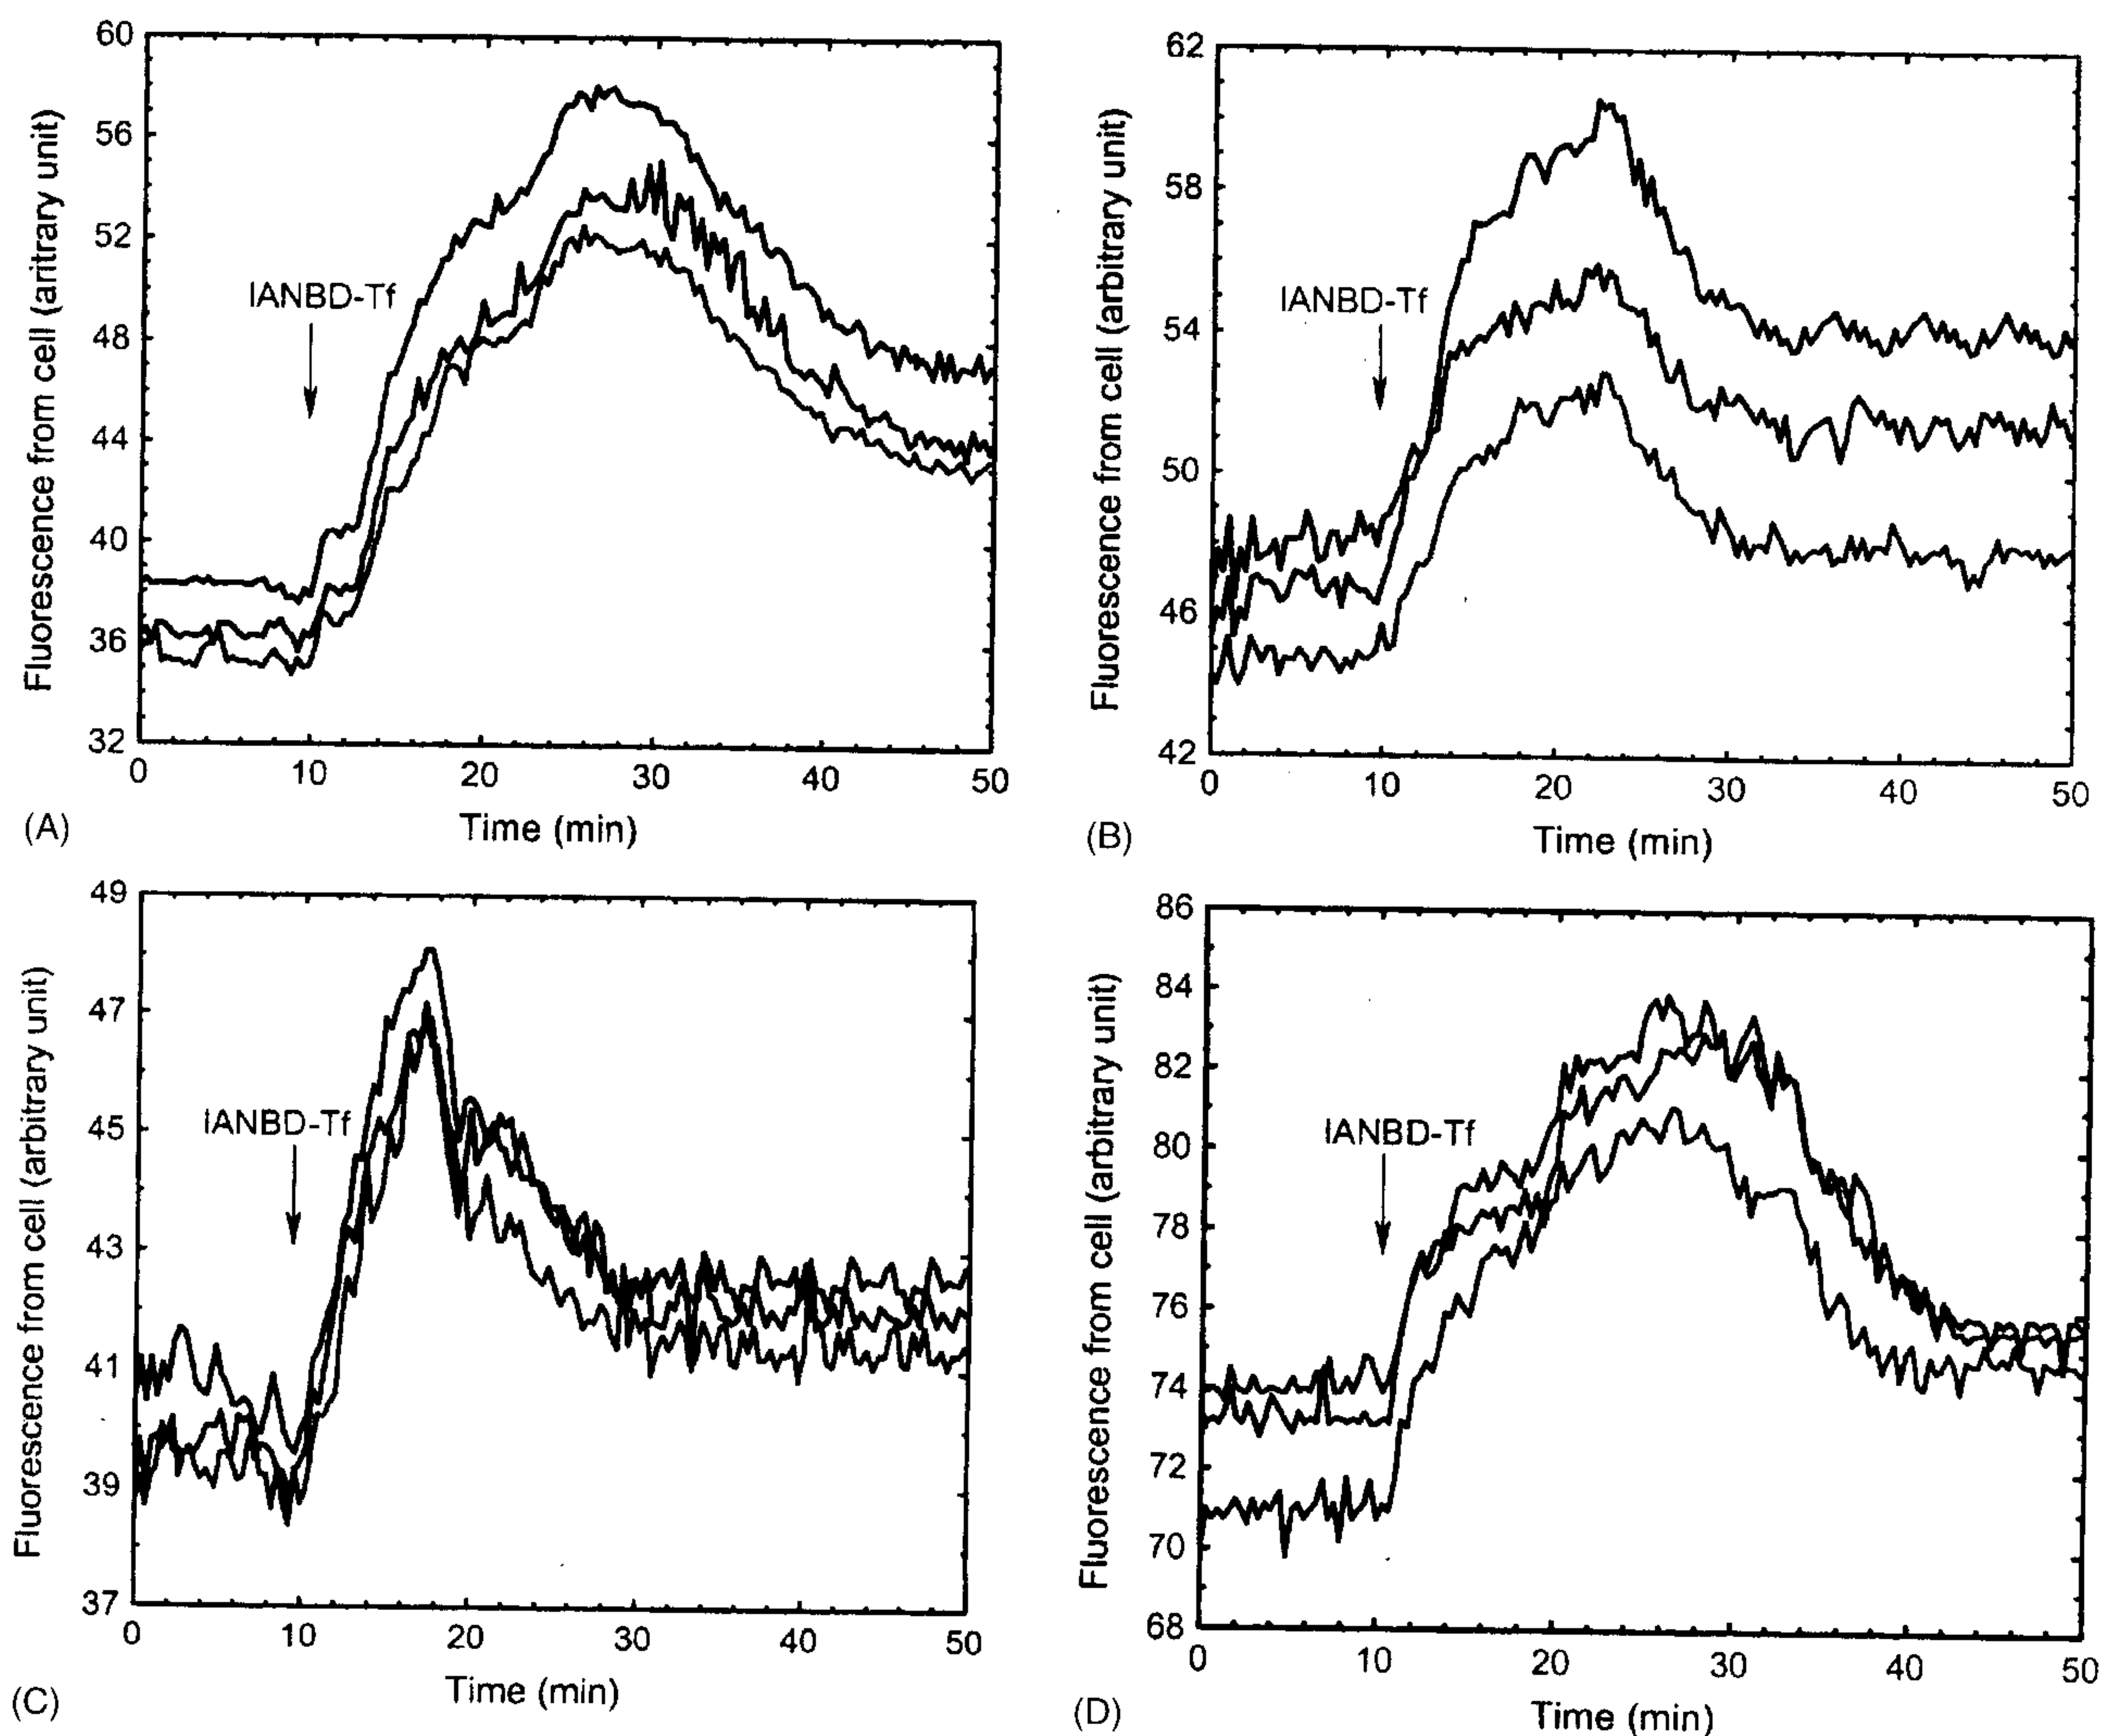 60
56
52
48
44
40
36
32
0 10 20 30 40 50
Fluorescence from cell (aritrary unit)
IANBD-Tf
Time (min)
(A)
62
58
54
50
46
42
0 10 20 30 40 50
Fluorescence from cell (arbitrary unit)
IANBD-Tf
Time (min)
(B)
49
47
45
43
41
39
37
0 10 20 30 40 50
Fluorescence from cell (arbitrary unit)
IANBD-Tf
Time (min)
(C)
86
84
82
80
78
76
74
72
70
68
0 10 20 30 40 50
Fluorescence from cell (arbitrary unit)
IANBD-Tf
Time (min)
(D)